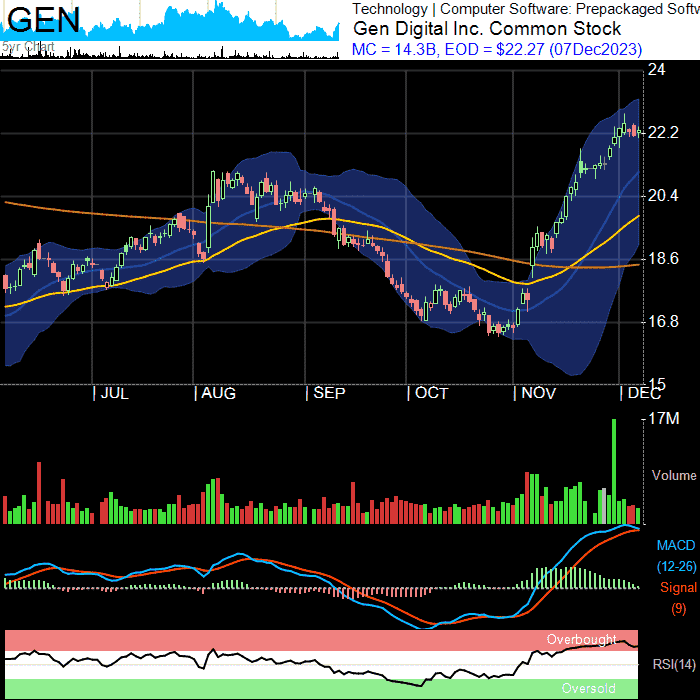 GEN
5yr Chart
Technology | Computer Software: Prepackaged Softw
Gen Digital Inc. Common Stock
MC = 14.3B, EOD = $22.27 (07Dec2023)
24
22.2
20.4
18.6
16.8
15
| JUL
| AUG
| SEP
| OCT
| NOV
| DEC
17M
Volume
MACD
(12-26)
Signal
(9)
Overbought
RSI(14)
Oversold